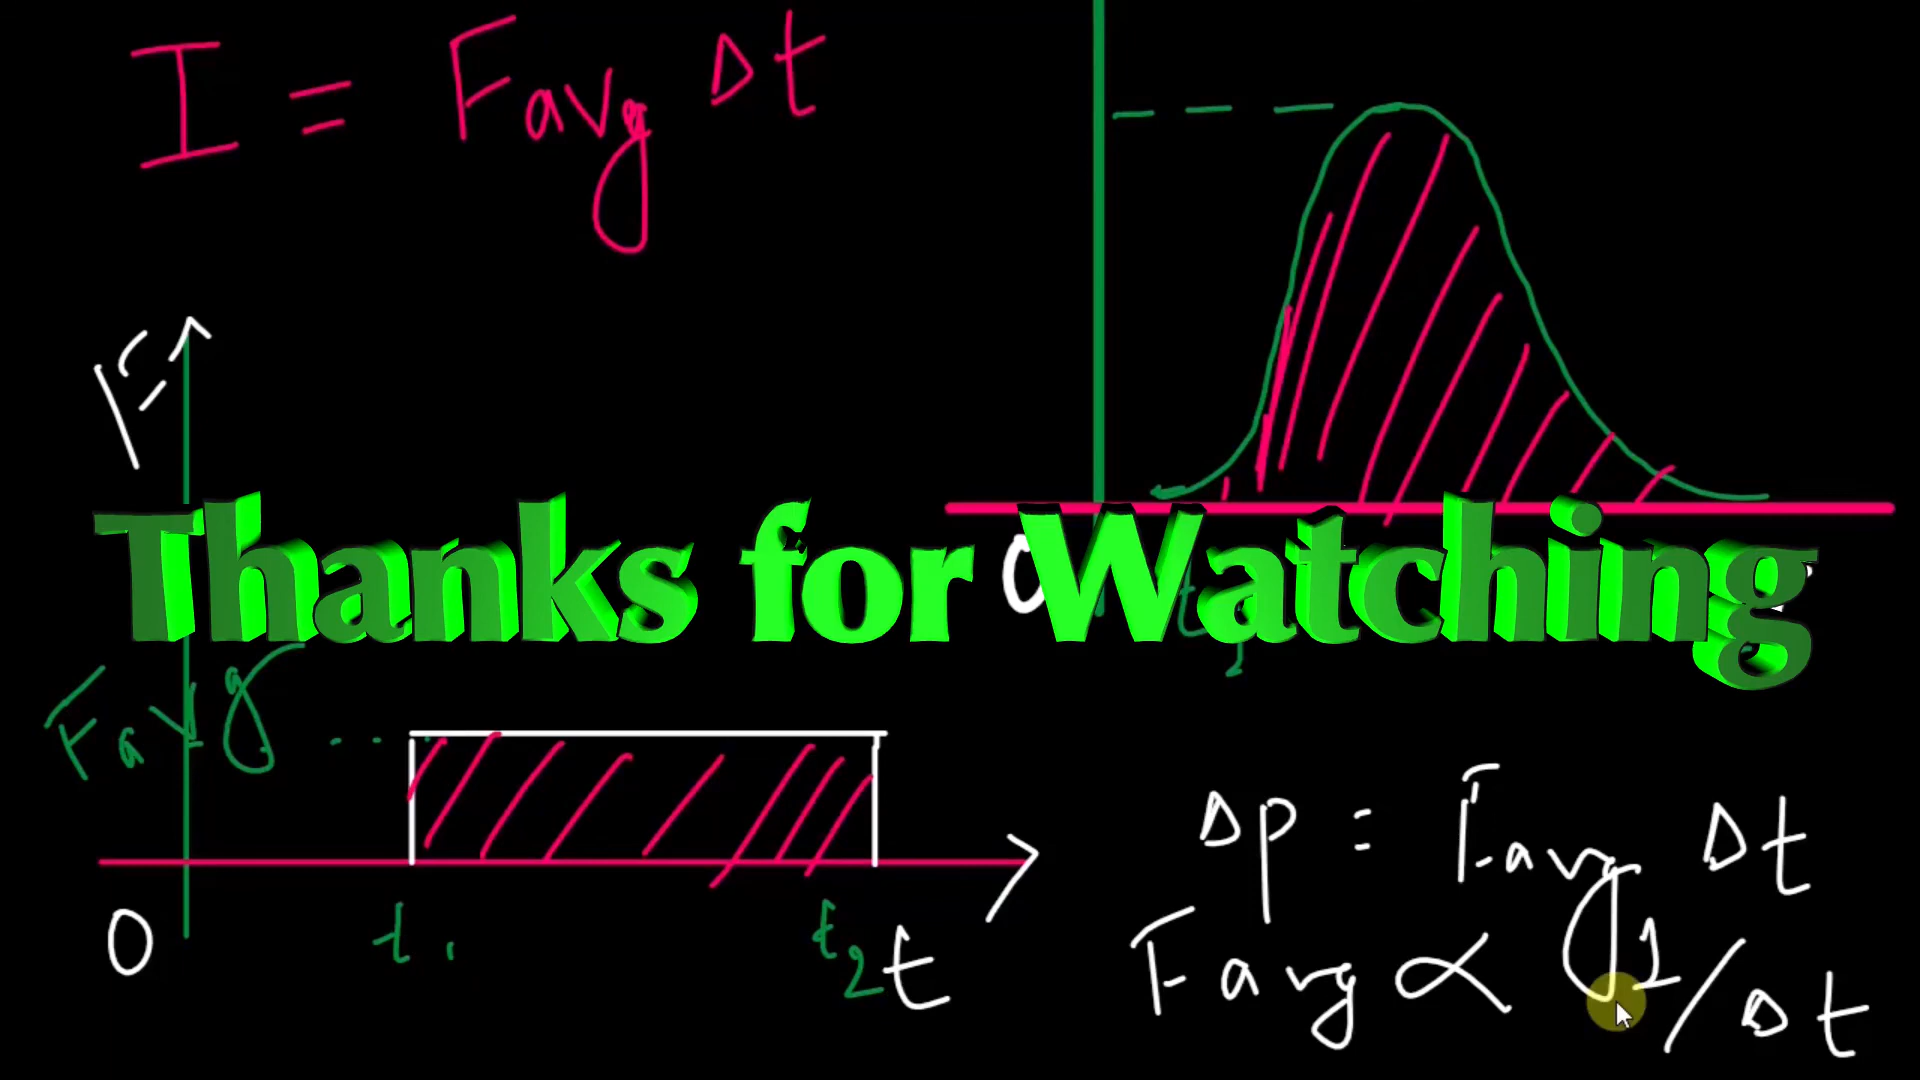 I = Favg Δt
F
Thanks for Watching
Favg
0
t1
t2
t
Δp = Favg Δt
Favg ∝ 1/Δt